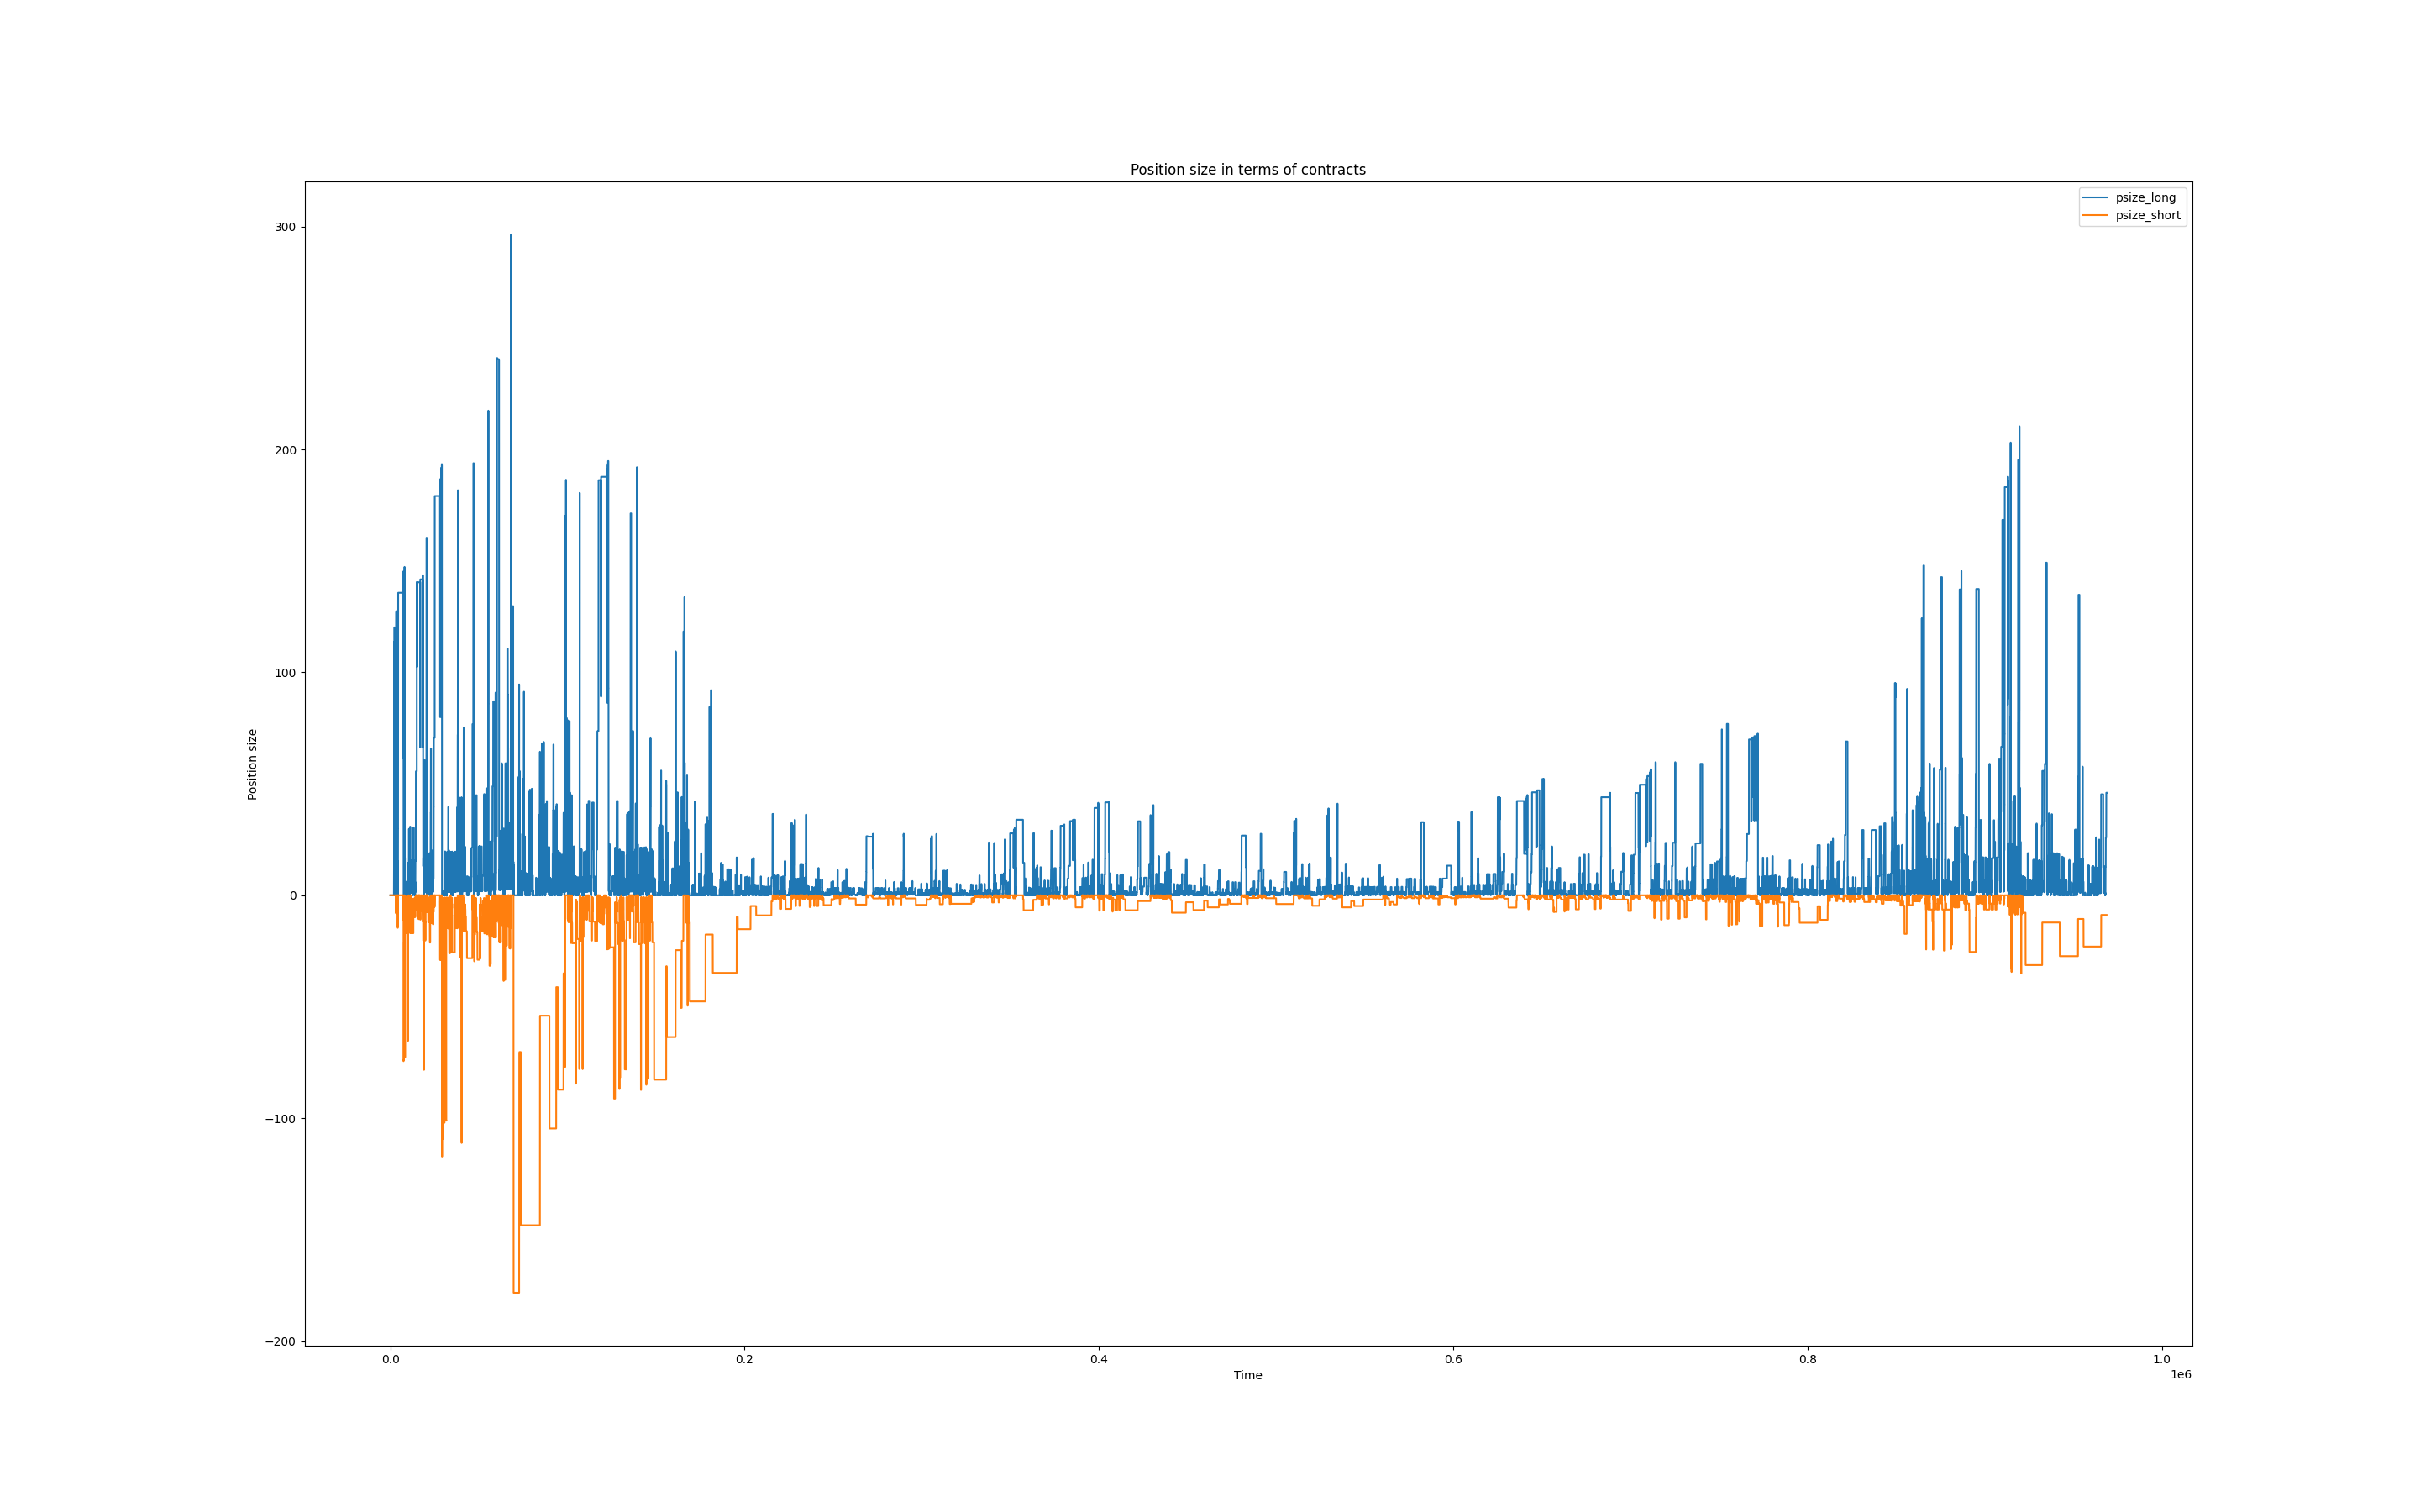 Position size in terms of contracts
psize_long
psize_short
300
200
100
0
−100
−200
Position size
0.0
0.2
0.4
0.6
0.8
1.0
1e6
Time